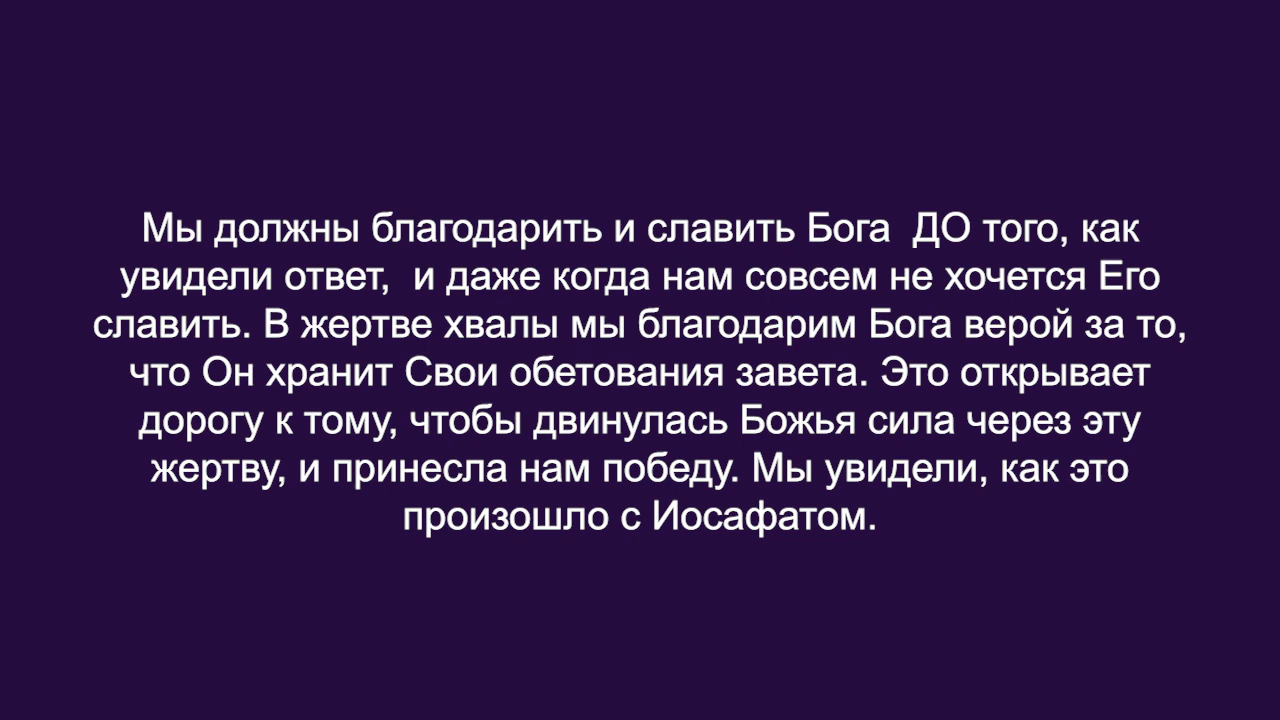 Мы должны благодарить и славить Бога  ДО того, как
увидели ответ,  и даже когда нам совсем не хочется Его
славить. В жертве хвалы мы благодарим Бога верой за то,
что Он хранит Свои обетования завета. Это открывает
дорогу к тому, чтобы двинулась Божья сила через эту
жертву, и принесла нам победу. Мы увидели, как это
произошло с Иосафатом.